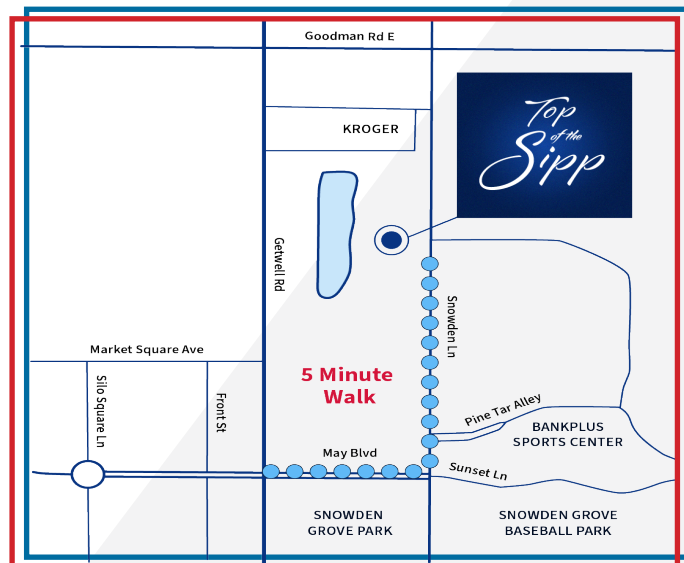 Goodman Rd E
KROGER
Top
of the
Sipp
Getwell Rd
Snowden Ln
Market Square Ave
5 Minute
Walk
Silo Square Ln
Front St
Pine Tar Alley
BANKPLUS
SPORTS CENTER
May Blvd
Sunset Ln
SNOWDEN
GROVE PARK
SNOWDEN GROVE
BASEBALL PARK